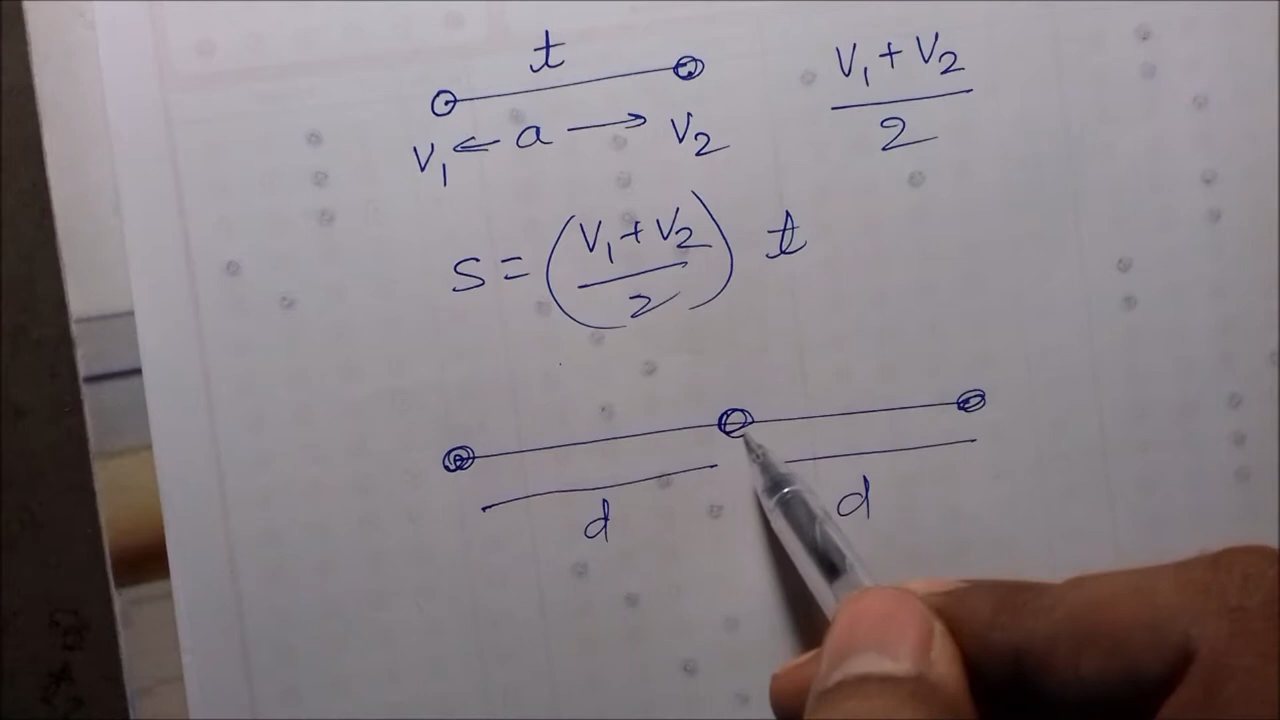 t
V₁ ← a → V₂
V₁ + V₂ / 2
S = (V₁ + V₂ / 2) t
d d